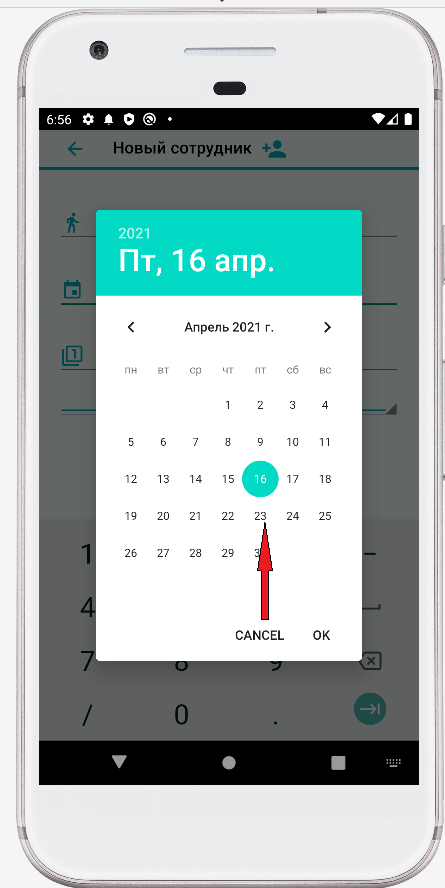 6:56
Новый сотрудник
2021
Пт, 16 апр.
1
Апрель 2021 г.
пн вт ср чт пт сб вс
1 2 3 4
5 6 7 8 9 10 11
12 13 14 15 16 17 18
19 20 21 22 23 24 25
26 27 28 29
1 -
4
CANCEL OK
7 8 9
/ 0 .